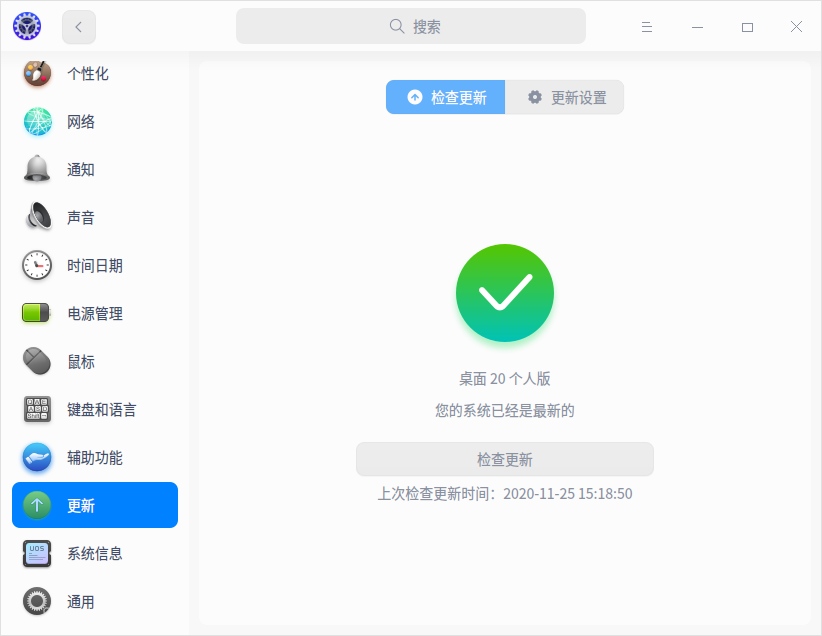 搜索
个性化
网络
通知
声音
时间日期
电源管理
鼠标
键盘和语言
辅助功能
更新
系统信息
通用
检查更新
更新设置
桌面 20 个人版
您的系统已经是最新的
检查更新
上次检查更新时间：2020-11-25 15:18:50
UOS